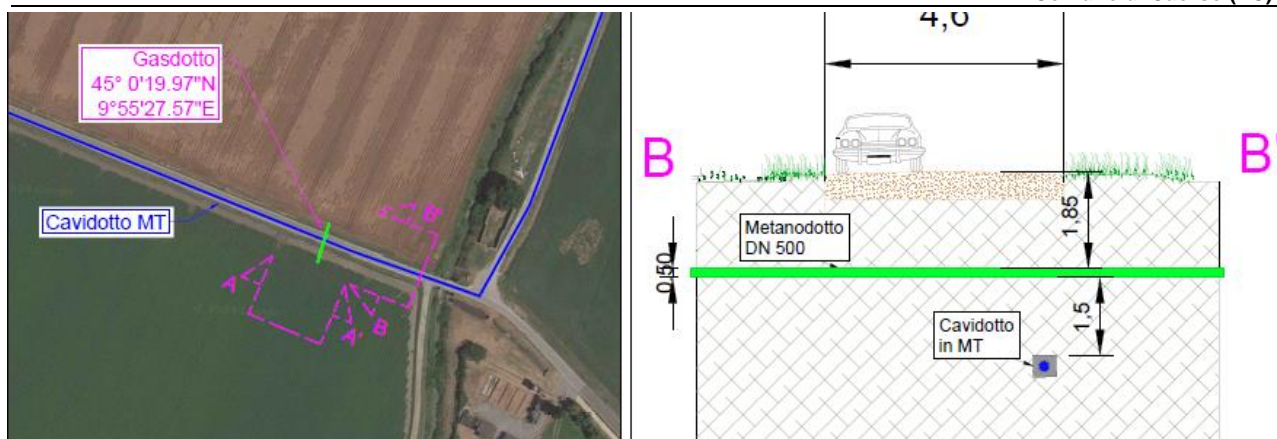 Gasdotto
45° 0'19.97"N
9°55'27.57"E
Cavidotto MT
A
A'
B
B'
4,6
B
B'
Metanodotto
DN 500
1,85
0,50
1,5
Cavidotto
in MT